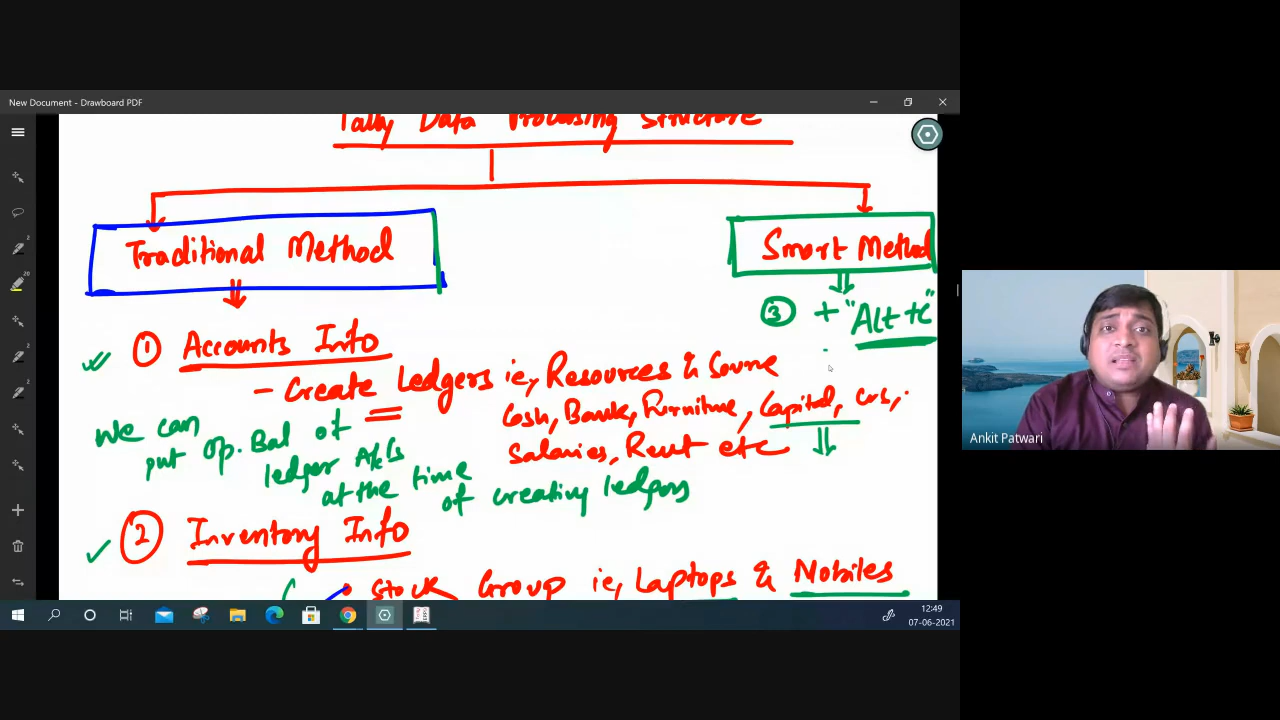 New Document - Drawboard PDF
Tally Data Processing Structure
Traditional Method
Smart Method
③ + "Alt + C"
① Accounts Info
- Create Ledgers ie, Resources & Source
Cash, Bank, Furniture, Capital, Crs,.
Salaries, Rent etc
We can
put Op. Bal of
ledger A/cs
at the time
of creating ledgers
② Inventory Info
• Stock Group ie, Laptops & Mobiles
Ankit Patwari
12:49
07-06-2021